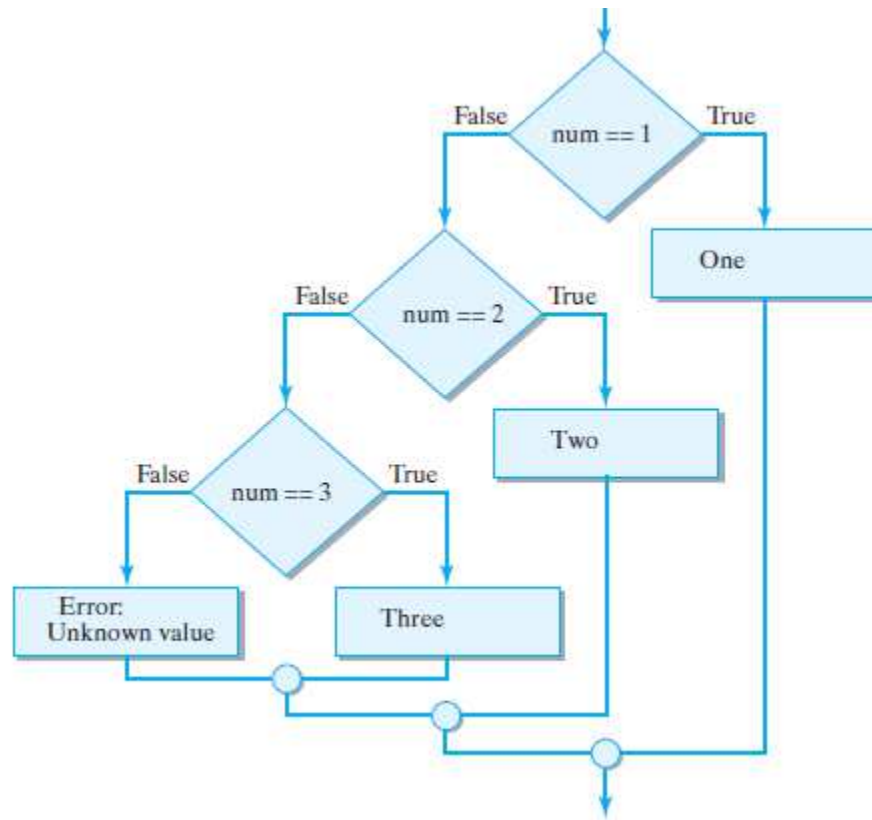 False
True
num == 1
One
False
True
num == 2
Two
False
True
num == 3
Error:
Unknown value
Three